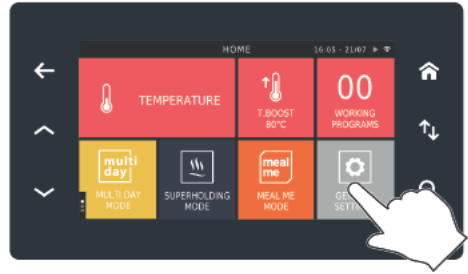 HOME
16:05 - 21/07
TEMPERATURE
T.BOOST
80°C
00
WORKING
PROGRAMS
multi
day
MULTI.DAY
MODE
SUPERHOLDING
MODE
meal
me
MEAL ME
MODE